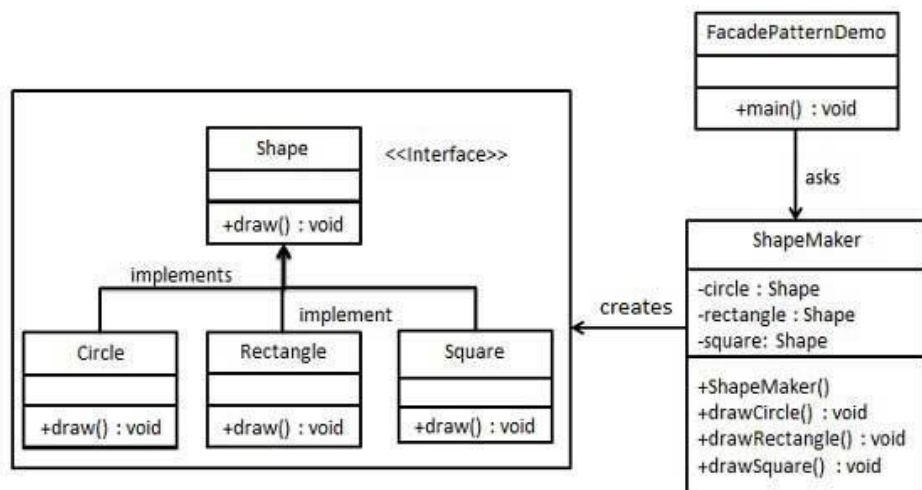 FacadePatternDemo
+main() : void
asks
Shape
<<Interface>>
+draw() : void
implements
implement
Circle
+draw() : void
Rectangle
+draw() : void
Square
+draw() : void
creates
ShapeMaker
-circle : Shape
-rectangle : Shape
-square: Shape
+ShapeMaker()
+drawCircle() : void
+drawRectangle() : void
+drawSquare() : void